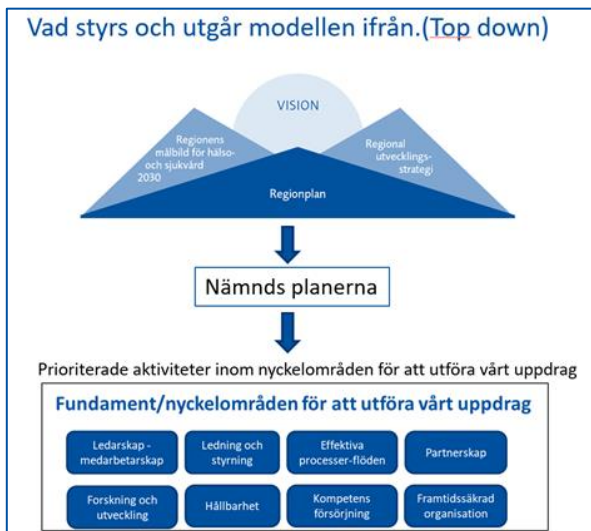 Vad styrs och utgår modellen ifrån.(Top down)
VISION
Regionens
målbild för hälso-
och sjukvård
2030
Regional
utvecklings-
strategi
Regionplan
Nämnds planerna
Prioriterade aktiviteter inom nyckelområden för att utföra vårt uppdrag
Fundament/nyckelområden för att utföra vårt uppdrag
Ledarskap -
medarbetarskap
Ledning och
styrning
Effektiva
processer-flöden
Partnerskap
Forskning och
utveckling
Hållbarhet
Kompetens
försörjning
Framtidssäkrad
organisation